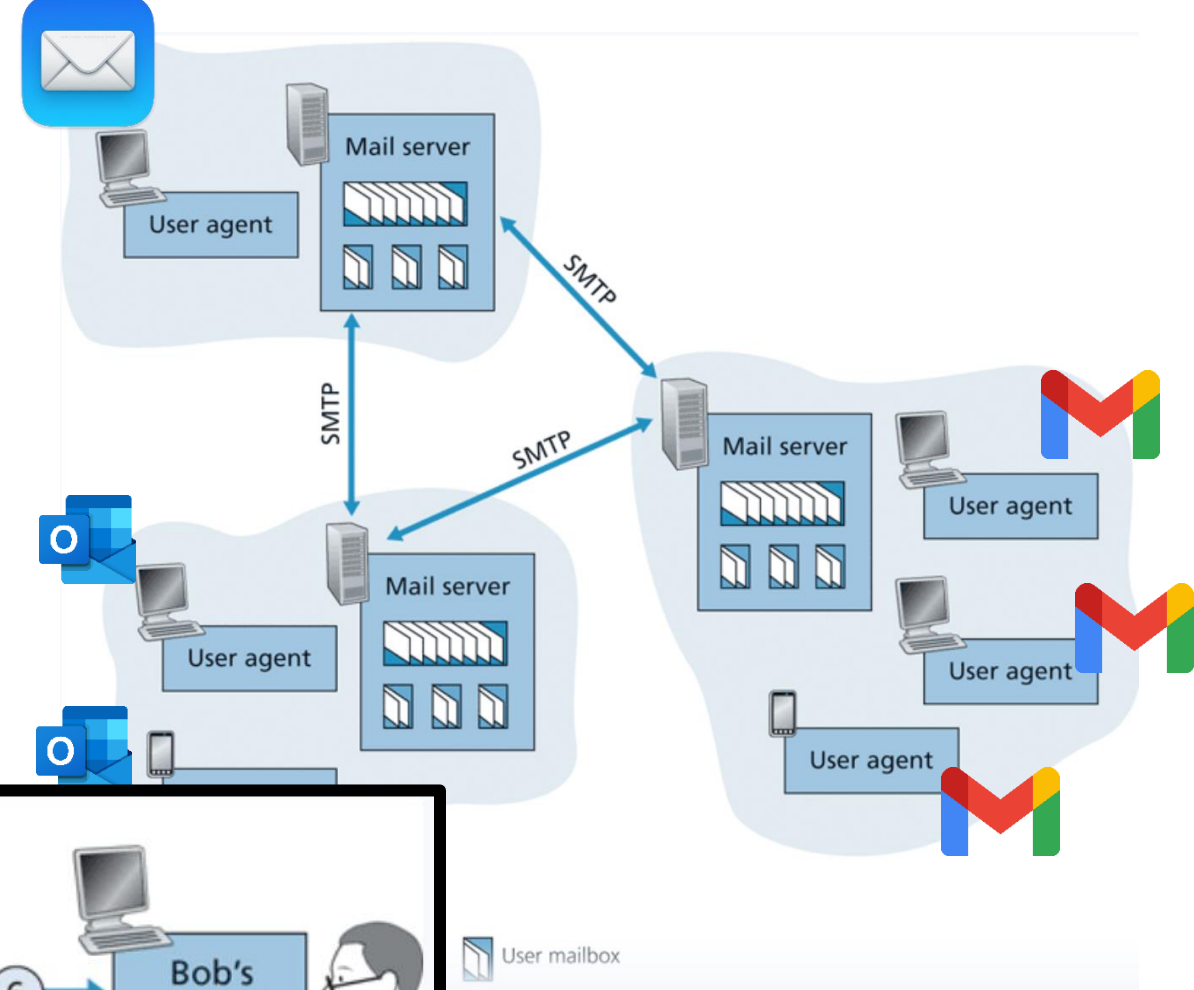 Mail server
User agent
SMTP
SMTP
SMTP
Mail server
User agent
User agent
User agent
O
Mail server
User agent
O
Bob's
6
User mailbox